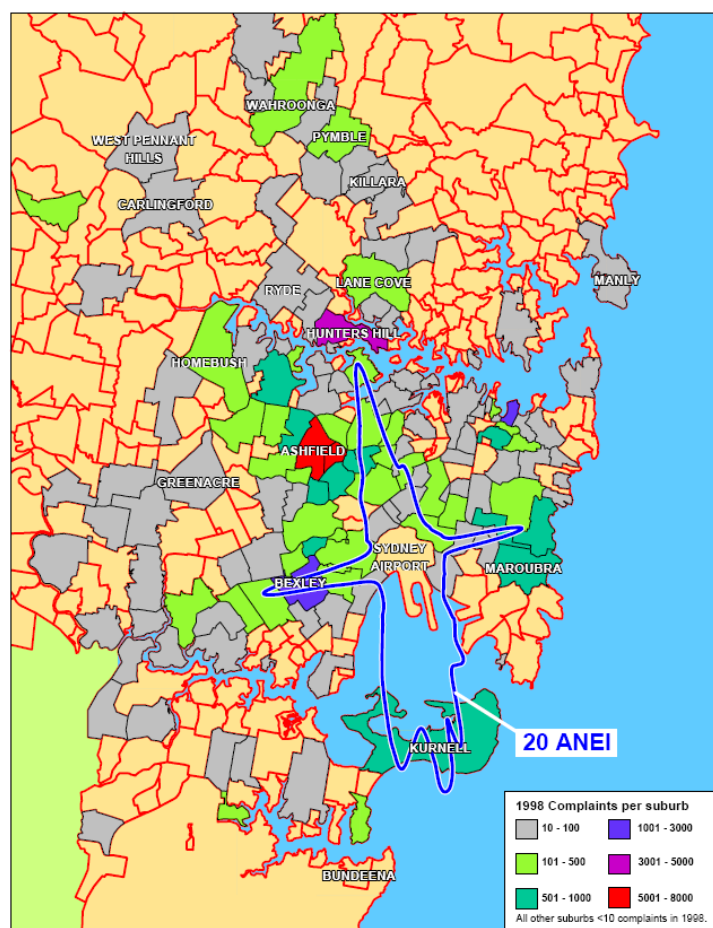 WAHROONGA
PYMBLE
WEST PENNANT
HILLS
KILLARA
CARLINGFORD
LANE COVE
RYDE
MANLY
HUNTERS HILL
HOMEBUSH
ASHFIELD
GREENACRE
SYDNEY
AIRPORT
MAROUBRA
BEXLEY
20 ANEI
KURNELL
BUNDEENA
1998 Complaints per suburb
10 - 100
1001 - 3000
101 - 500
3001 - 5000
501 - 1000
5001 - 8000
All other suburbs <10 complaints in 1998.